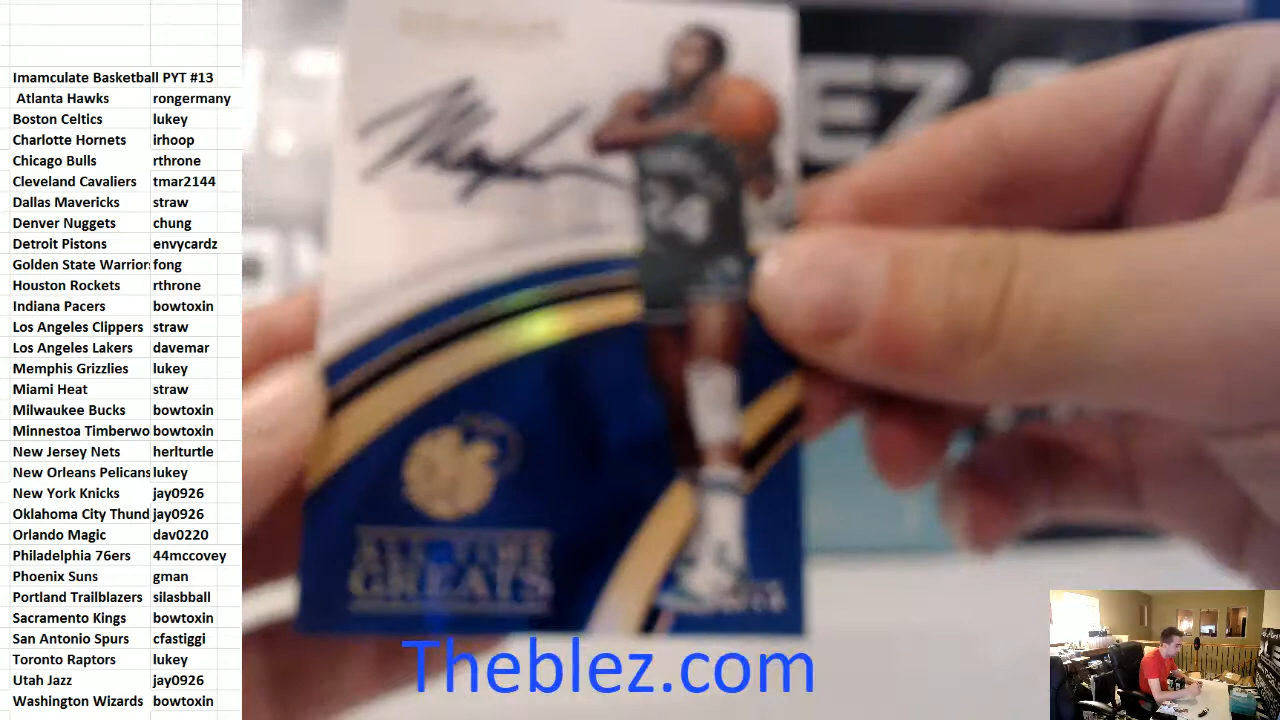 Imamculate Basketball PYT #13
Atlanta Hawks rongermany
Boston Celtics lukey
Charlotte Hornets irhoop
Chicago Bulls rthrone
Cleveland Cavaliers tmar2144
Dallas Mavericks straw
Denver Nuggets chung
Detroit Pistons envycardz
Golden State Warrior fong
Houston Rockets rthrone
Indiana Pacers bowtoxin
Los Angeles Clippers straw
Los Angeles Lakers davemar
Memphis Grizzlies lukey
Miami Heat straw
Milwaukee Bucks bowtoxin
Minnestoa Timberwo bowtoxin
New Jersey Nets herlturtle
New Orleans Pelicans lukey
New York Knicks jay0926
Oklahoma City Thund jay0926
Orlando Magic dav0220
Philadelphia 76ers 44mccovey
Phoenix Suns gman
Portland Trailblazers silasbball
Sacramento Kings bowtoxin
San Antonio Spurs cfastiggi
Toronto Raptors lukey
Utah Jazz jay0926
Washington Wizards bowtoxin
24
ALL-TIME
GREATS
Theblez.com